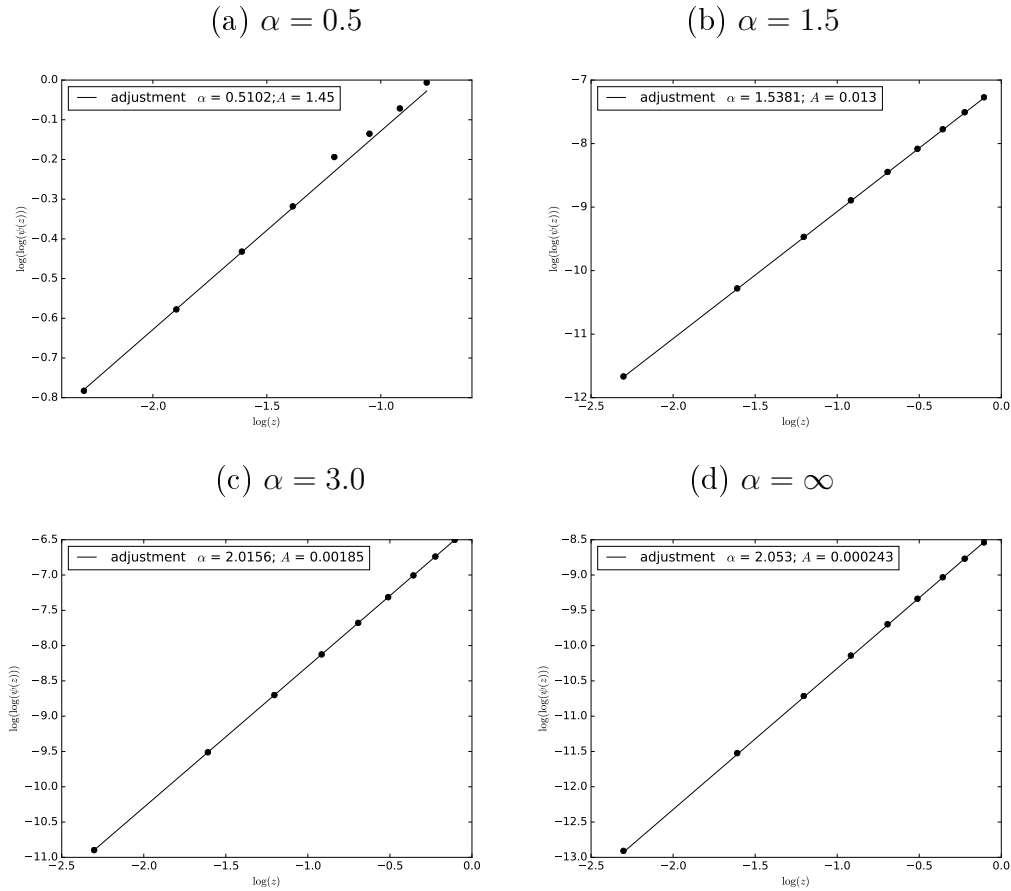 (a) α = 0.5
(b) α = 1.5
adjustment α = 0.5102;A = 1.45
0.0
−0.1
−0.2
−0.3
−0.4
−0.5
−0.6
−0.7
−0.8
log(log(ψ(z)))
−2.0 −1.5 −1.0
log(z)
adjustment α = 1.5381; A = 0.013
−7
−8
−9
−10
−11
−12
log(log(ψ(z)))
−2.5 −2.0 −1.5 −1.0 −0.5 0.0
log(z)
(c) α = 3.0
(d) α = ∞
adjustment α = 2.0156; A = 0.00185
−6.5
−7.0
−7.5
−8.0
−8.5
−9.0
−9.5
−10.0
−10.5
−11.0
log(log(ψ(z)))
−2.5 −2.0 −1.5 −1.0 −0.5 0.0
log(z)
adjustment α = 2.053; A = 0.000243
−8.5
−9.0
−9.5
−10.0
−10.5
−11.0
−11.5
−12.0
−12.5
−13.0
log(log(ψ(z)))
−2.5 −2.0 −1.5 −1.0 −0.5 0.0
log(z)